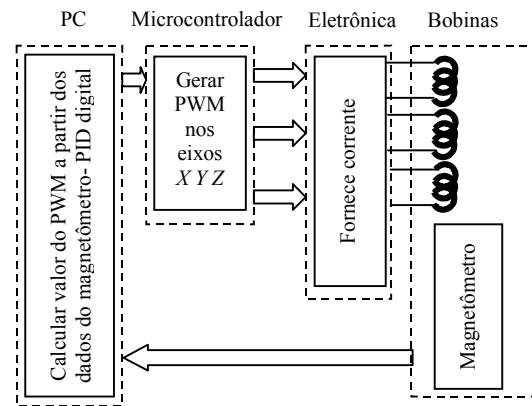 PC
Microcontrolador
Eletrônica
Bobinas
Calcular valor do PWM a partir dos
dados do magnetômetro- PID digital
Gerar
PWM
nos
eixos
X Y Z
Fornece corrente
Magnetômetro